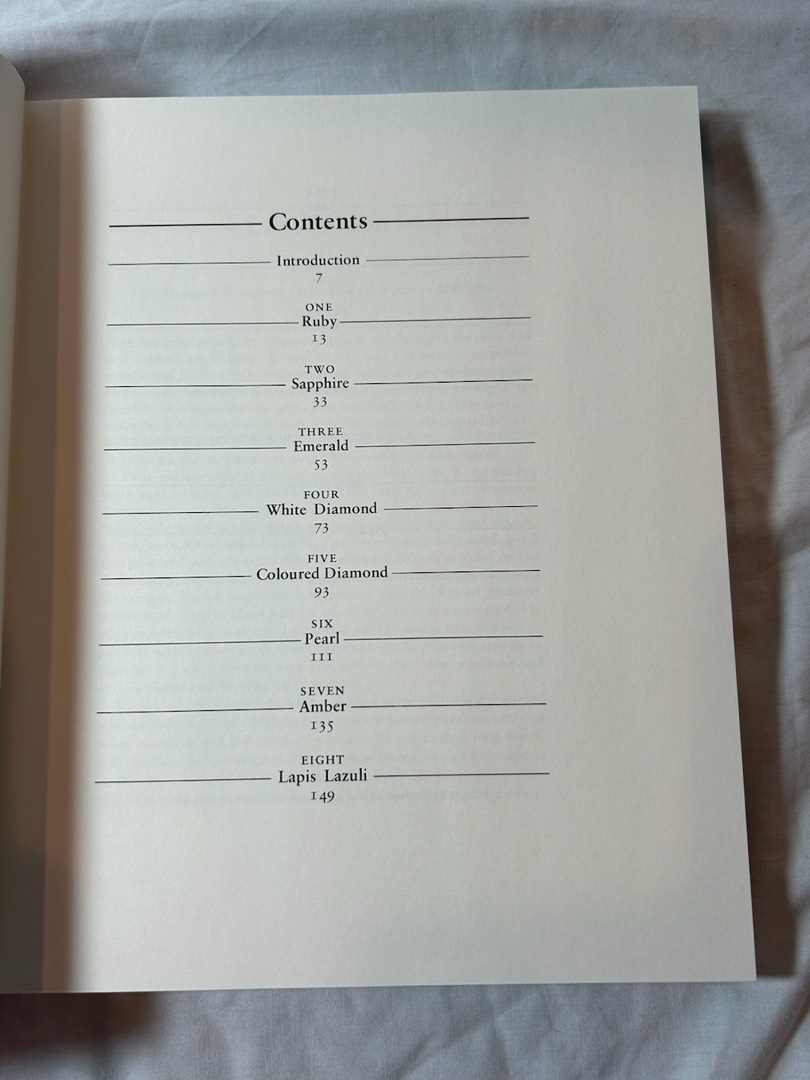 Contents
Introduction
7
ONE
Ruby
13
TWO
Sapphire
33
THREE
Emerald
53
FOUR
White Diamond
73
FIVE
Coloured Diamond
93
SIX
Pearl
111
SEVEN
Amber
135
EIGHT
Lapis Lazuli
149